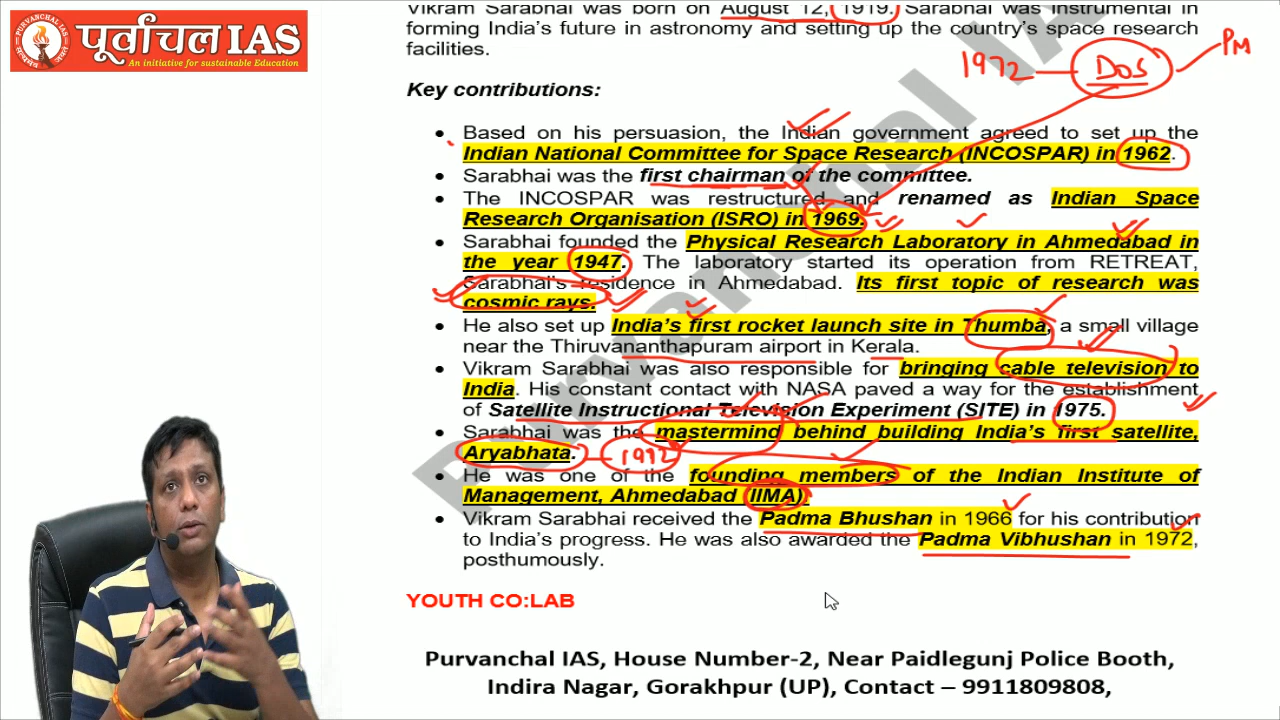 पूर्वांचल IAS
An initiative for sustainable Education
Vikram Sarabhai was born on August 12, 1919. Sarabhai was instrumental in
forming India's future in astronomy and setting up the country's space research
facilities.
1972 DOS PM
Key contributions:
• Based on his persuasion, the Indian government agreed to set up the
Indian National Committee for Space Research (INCOSPAR) in 1962.
• Sarabhai was the first chairman of the committee.
• The INCOSPAR was restructured and renamed as Indian Space
Research Organisation (ISRO) in 1969.
• Sarabhai founded the Physical Research Laboratory in Ahmedabad in
the year 1947. The laboratory started its operation from RETREAT,
Sarabhai's residence in Ahmedabad. Its first topic of research was
cosmic rays.
• He also set up India's first rocket launch site in Thumba, a small village
near the Thiruvananthapuram airport in Kerala.
• Vikram Sarabhai was also responsible for bringing cable television to
India. His constant contact with NASA paved a way for the establishment
of Satellite Instructional Television Experiment (SITE) in 1975.
• Sarabhai was the mastermind behind building India's first satellite,
Aryabhata. 1972
• He was one of the founding members of the Indian Institute of
Management, Ahmedabad (IIMA).
• Vikram Sarabhai received the Padma Bhushan in 1966 for his contribution
to India's progress. He was also awarded the Padma Vibhushan in 1972,
posthumously.
YOUTH CO:LAB
Purvanchal IAS, House Number-2, Near Paidlegunj Police Booth,
Indira Nagar, Gorakhpur (UP), Contact – 9911809808,